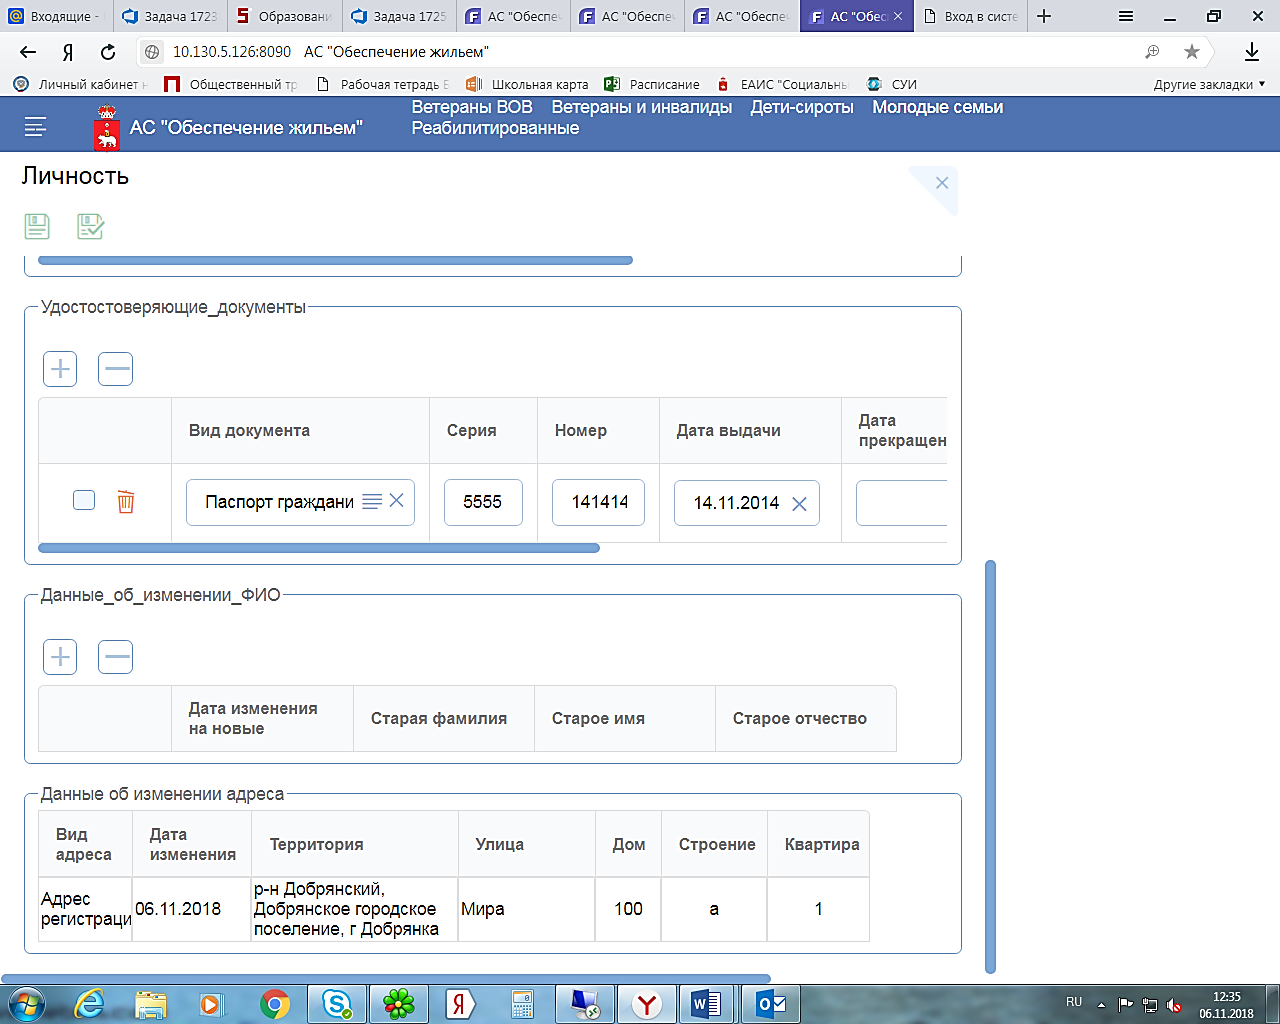 Входящие -
Задача 1723
Образовани
Задача 1725
АС "Обеспеч
АС "Обеспеч
АС "Обеспеч
АС "Обес
Вход в систе
10.130.5.126:8090 АС "Обеспечение жильем"
Личный кабинет н
Общественный тр
Рабочая тетрадь Б
Школьная карта
Расписание
ЕАИС "Социальны
СУИ
Другие закладки
АС "Обеспечение жильем"
Ветераны ВОВ Ветераны и инвалиды Дети-сироты Молодые семьи
Реабилитированные
Личность
Удостостоверяющие_документы
Вид документа Серия Номер Дата выдачи Дата
прекращен
Паспорт граждани 5555 141414 14.11.2014
Данные_об_изменении_ФИО
Дата изменения
на новые
Старая фамилия Старое имя Старое отчество
Данные об изменении адреса
Вид
адреса
Дата
изменения
Территория Улица Дом Строение Квартира
Адрес
регистраци
06.11.2018
р-н Добрянский,
Добрянское городское
поселение, г Добрянка
Мира 100 а 1
RU
12:35
06.11.2018